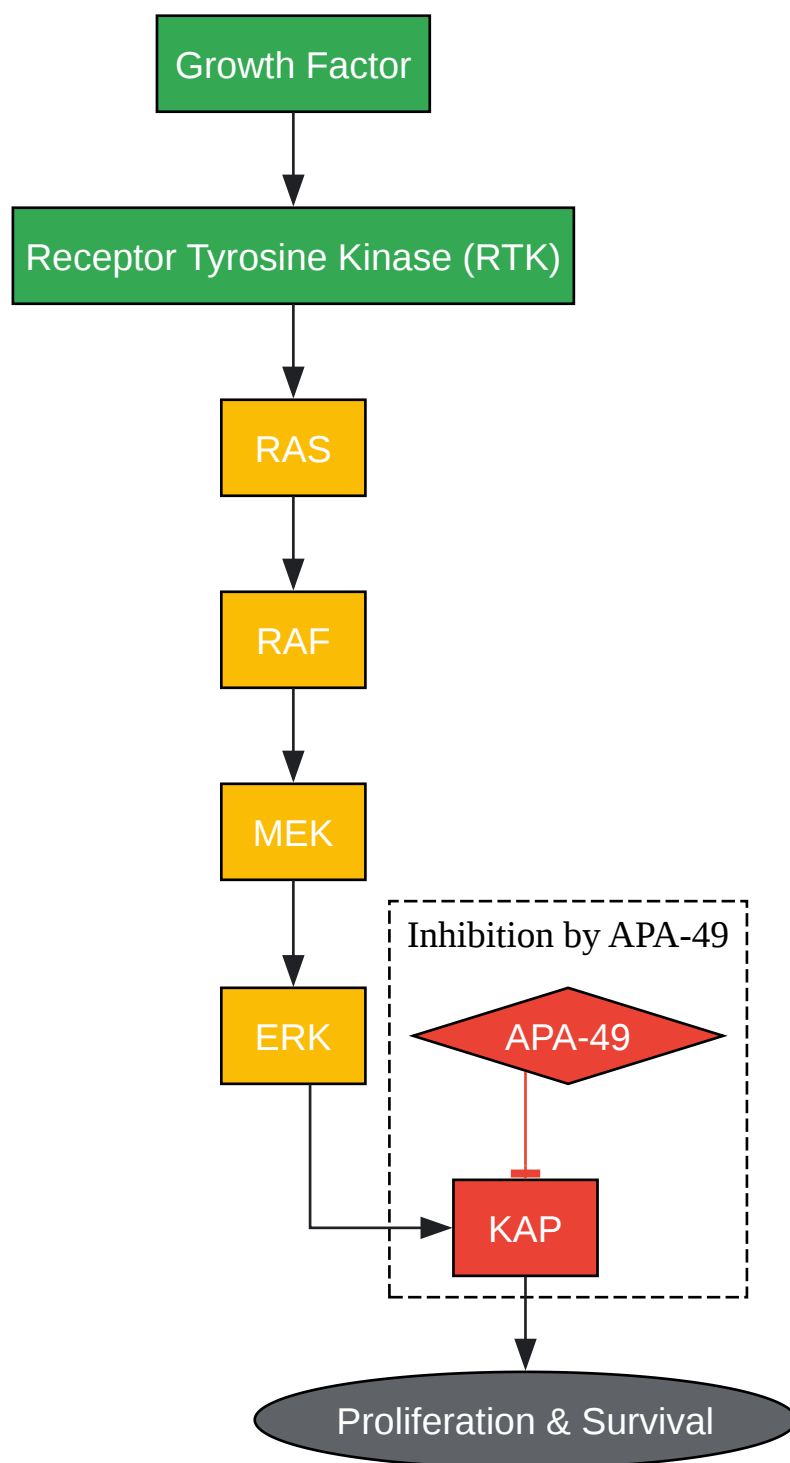 Growth Factor
Receptor Tyrosine Kinase (RTK)
RAS
RAF
MEK
Inhibition by APA-49
ERK
APA-49
KAP
Proliferation & Survival